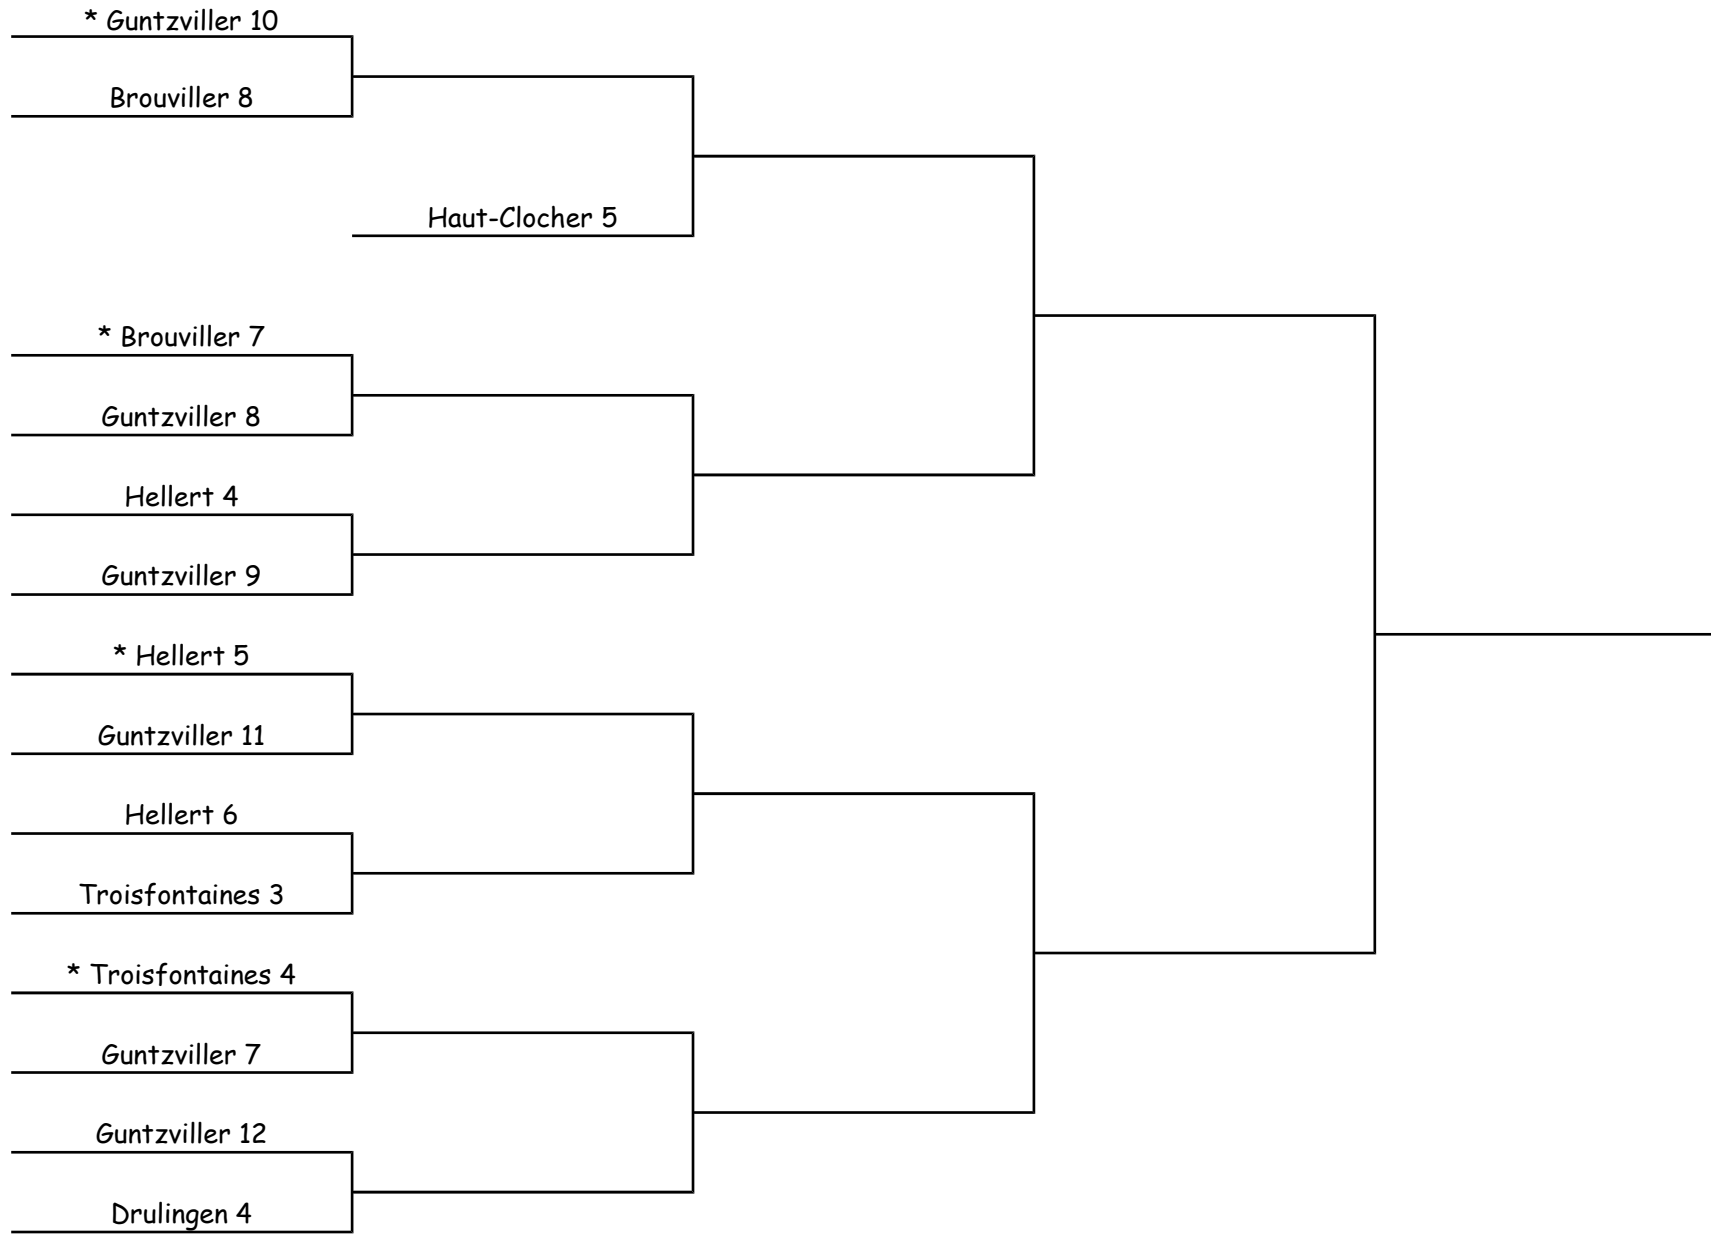 * Guntzviller 10
Brouviller 8
Haut-Clocher 5
* Brouviller 7
Guntzviller 8
Hellert 4
Guntzviller 9
* Hellert 5
Guntzviller 11
Hellert 6
Troisfontaines 3
* Troisfontaines 4
Guntzviller 7
Guntzviller 12
Drulingen 4